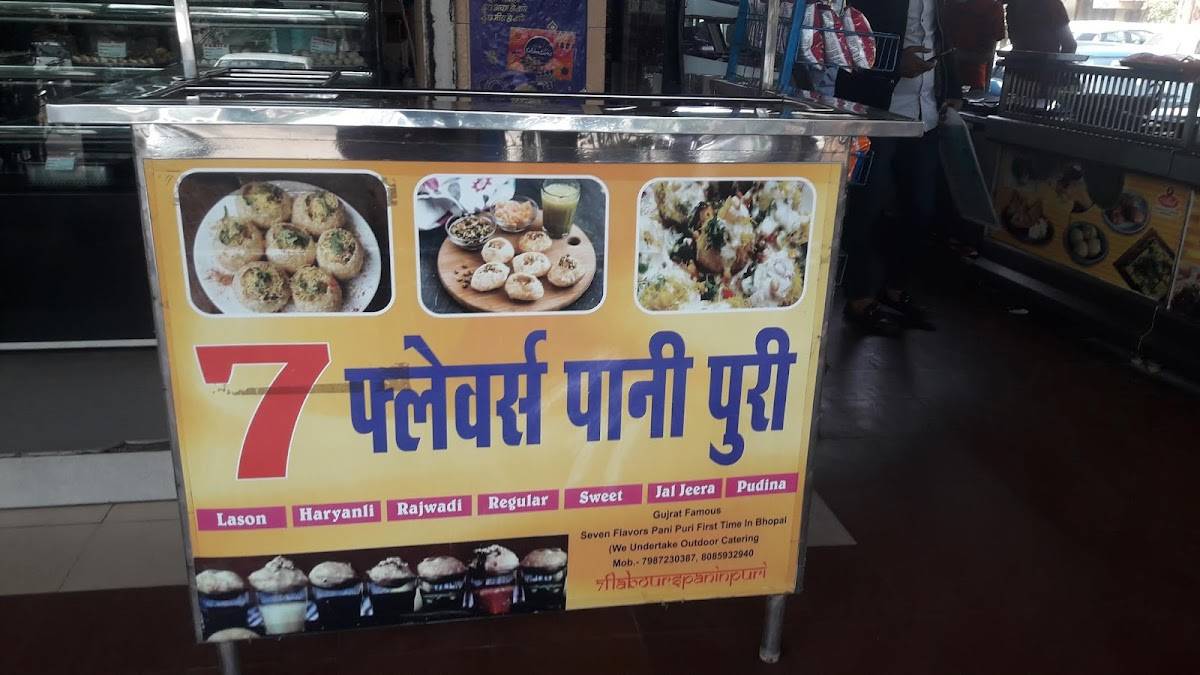 7 फ्लेवर्स पानी पुरी
Lason Haryanli Rajwadi Regular Sweet Jal Jeera Pudina
Gujrat Famous
Seven Flavors Pani Puri First Time In Bhopal
(We Undertake Outdoor Catering
Mob.- 7987230387, 8085932940
7flaboursPaninPuri